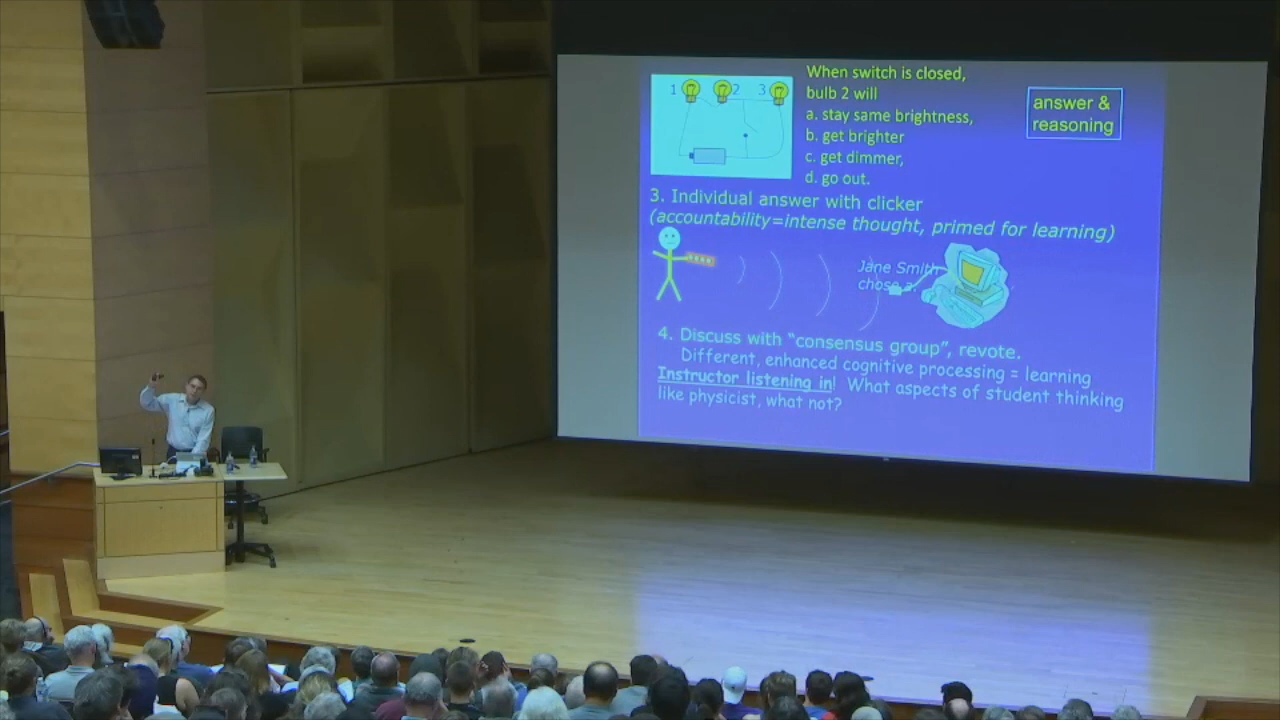 1 2 3
When switch is closed,
bulb 2 will
a. stay same brightness,
b. get brighter
c. get dimmer,
d. go out.
answer &
reasoning
3. Individual answer with clicker
(accountability=intense thought, primed for learning)
Jane Smith
chose a.
4. Discuss with "consensus group", revote.
Different, enhanced cognitive processing = learning
Instructor listening in! What aspects of student thinking
like physicist, what not?